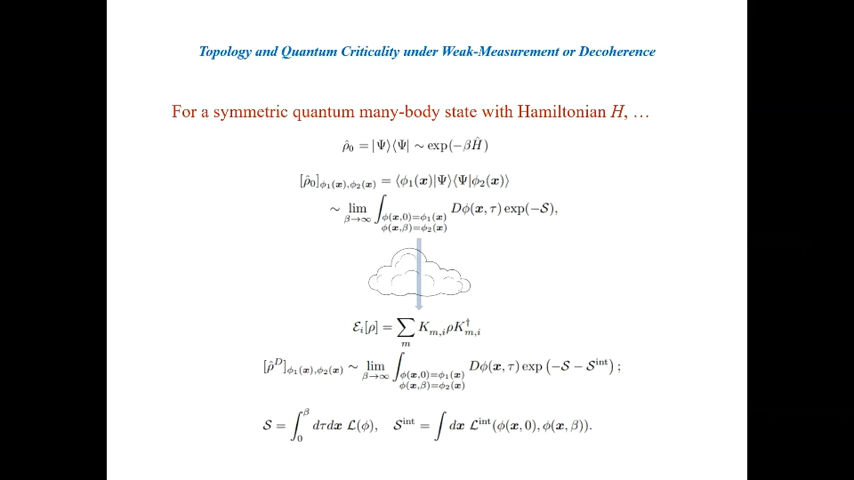 Topology and Quantum Criticality under Weak-Measurement or Decoherence
For a symmetric quantum many-body state with Hamiltonian H, …
ρ̂₀ = |Ψ⟩⟨Ψ| ∼ exp(−βĤ)
[ρ̂₀]_{ϕ₁(x),ϕ₂(x)} = ⟨ϕ₁(x)|Ψ⟩⟨Ψ|ϕ₂(x)⟩
∼ lim_{β→∞} ∫_{ϕ(x,0)=ϕ₁(x) ϕ(x,β)=ϕ₂(x)} Dϕ(x, τ) exp(−𝒮),
ℰᵢ[ρ] = ∑_m K_{m,i} ρ K†_{m,i}
[ρ̂ᴰ]_{ϕ₁(x),ϕ₂(x)} ∼ lim_{β→∞} ∫_{ϕ(x,0)=ϕ₁(x) ϕ(x,β)=ϕ₂(x)} Dϕ(x, τ) exp (−𝒮 − 𝒮^{int}) ;
𝒮 = ∫₀^β dτdx ℒ(ϕ), 𝒮^{int} = ∫ dx ℒ^{int}(ϕ(x, 0), ϕ(x, β)).